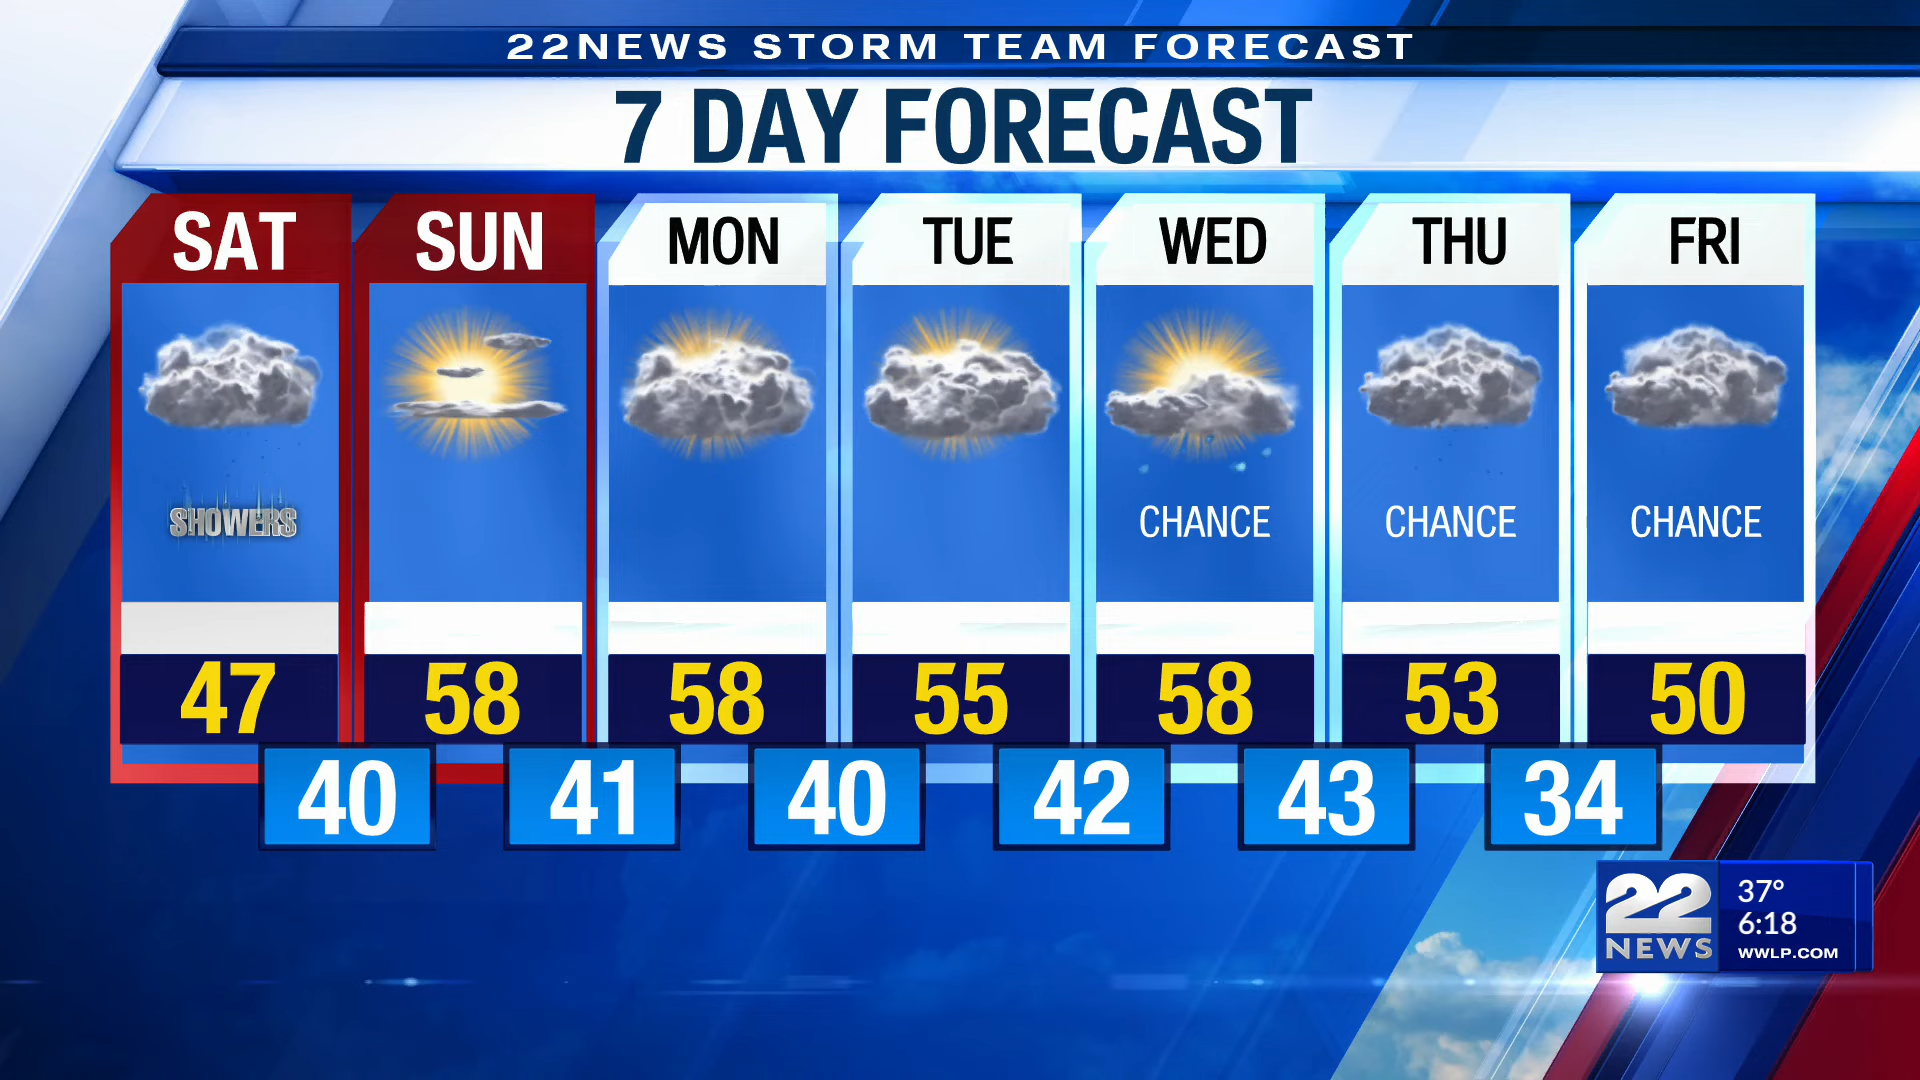 22NEWS STORM TEAM FORECAST
7 DAY FORECAST
SAT SUN MON TUE WED THU FRI
SHOWERS CHANCE CHANCE CHANCE
47 58 58 55 58 53 50
40 41 40 42 43 34
22 NEWS
37°
6:18
WWLP.COM